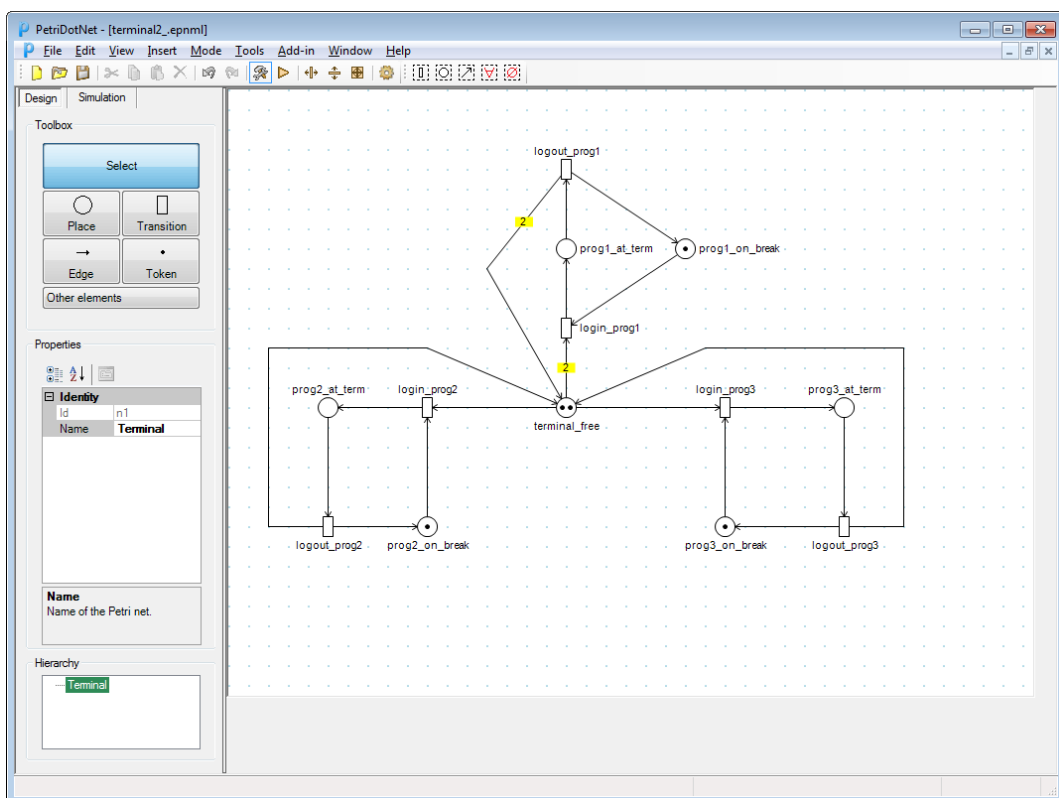 PetriDotNet - [terminal2_.epnml]
File Edit View Insert Mode Tools Add-in Window Help
Design Simulation
Toolbox
Select
Place Transition
Edge Token
Other elements
Properties
Identity
Id n1
Name Terminal
Name
Name of the Petri net.
Hierarchy
Terminal
logout_prog1
2
prog1_at_term prog1_on_break
login_prog1
2
prog2_at_term login_prog2 login_prog3 prog3_at_term
terminal_free
logout_prog2 prog2_on_break prog3_on_break logout_prog3